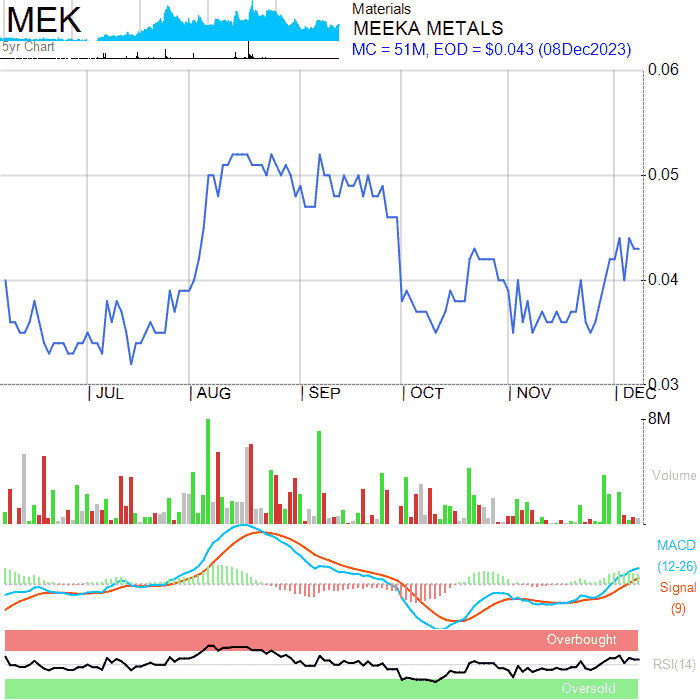 MEK
5yr Chart
Materials
MEEKA METALS
MC = 51M, EOD = $0.043 (08Dec2023)
0.06
0.05
0.04
0.03
JUL AUG SEP OCT NOV DEC
8M
Volume
MACD
(12-26)
Signal
(9)
Overbought
RSI(14)
Oversold